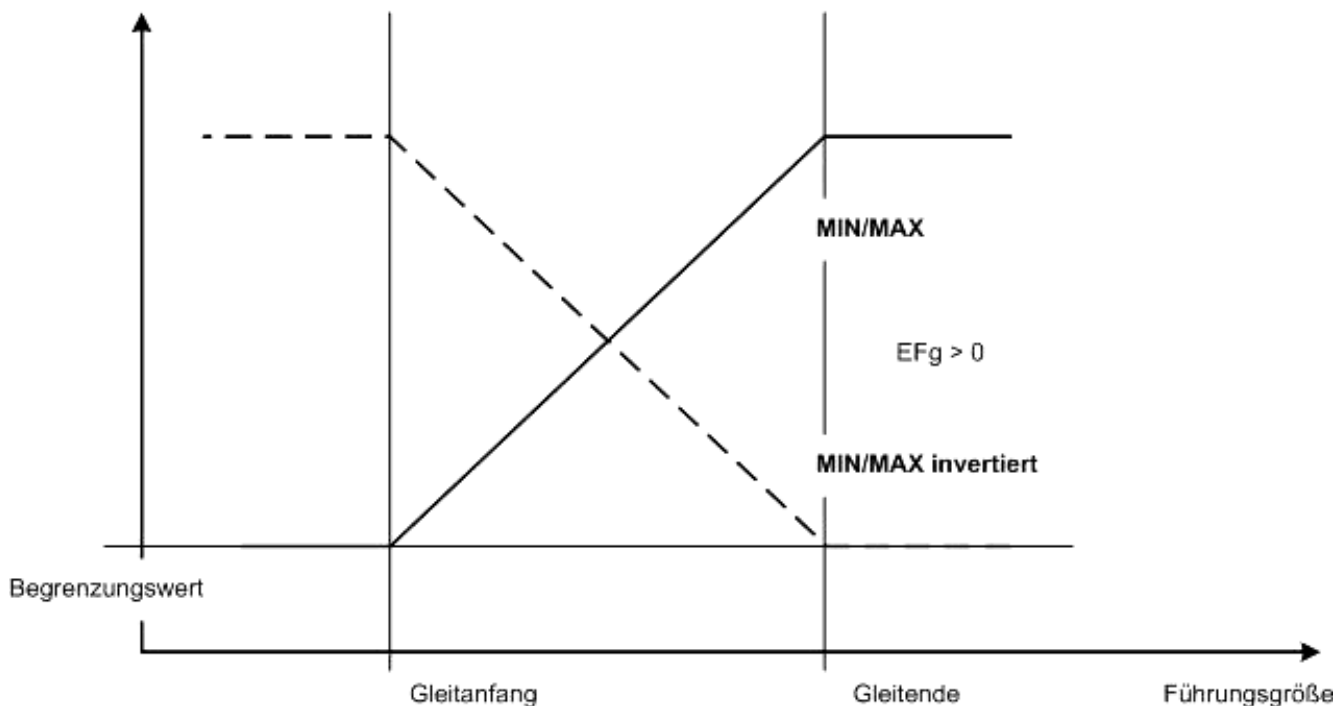 MIN/MAX
EFg > 0
MIN/MAX invertiert
Begrenzungswert
Gleitanfang
Gleitende
Führungsgröße